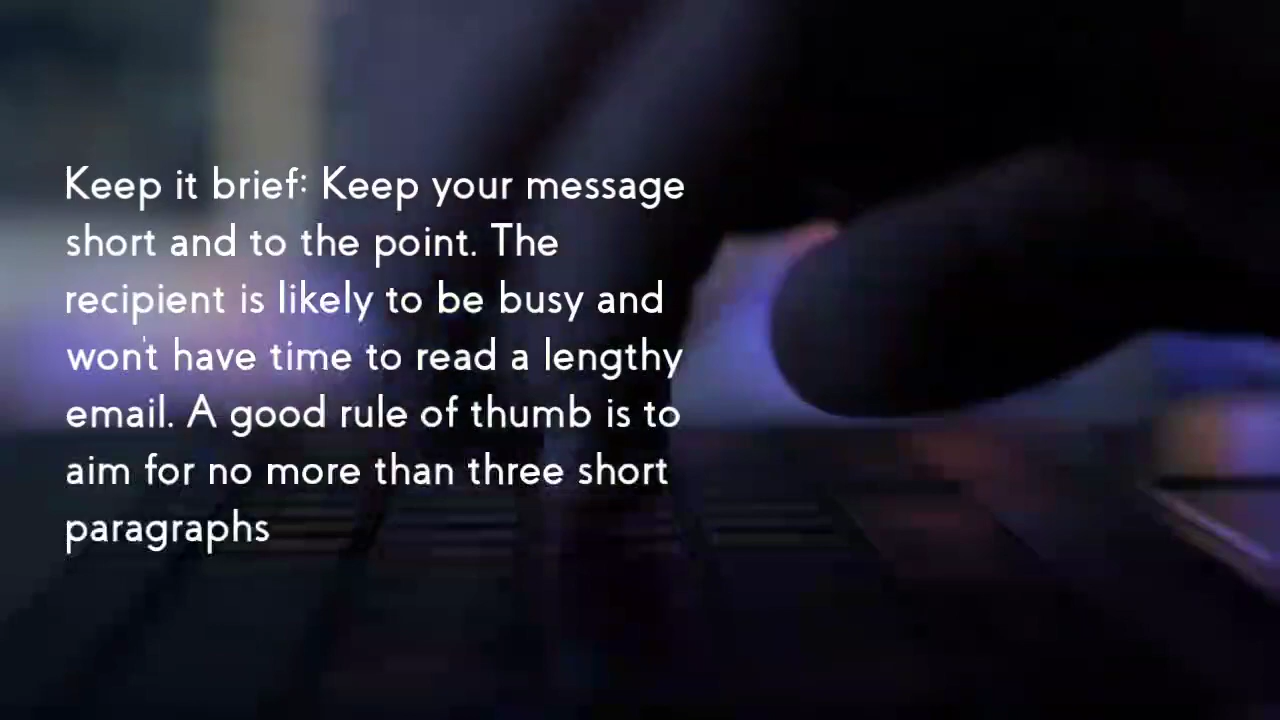 Keep it brief: Keep your message
short and to the point. The
recipient is likely to be busy and
won't have time to read a lengthy
email. A good rule of thumb is to
aim for no more than three short
paragraphs